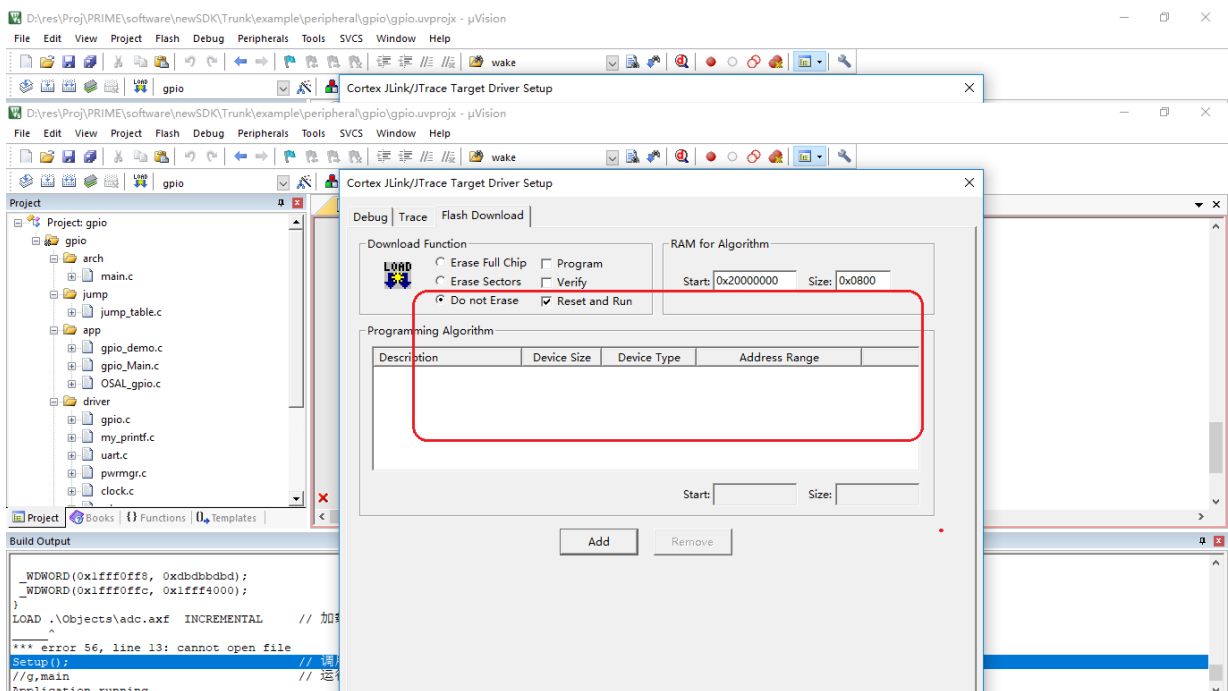 D:\res\Proj\PRIME\software\newSDK\Trunk\example\peripheral\gpio\gpio.uvprojx - µVision
File Edit View Project Flash Debug Peripherals Tools SVCS Window Help
wake
LOAD gpio
Cortex JLink/JTrace Target Driver Setup
D:\res\Proj\PRIME\software\newSDK\Trunk\example\peripheral\gpio\gpio.uvprojx - µVision
File Edit View Project Flash Debug Peripherals Tools SVCS Window Help
wake
LOAD gpio
Cortex JLink/JTrace Target Driver Setup
Project
Project: gpio
gpio
arch
main.c
jump
jump_table.c
app
gpio_demo.c
gpio_Main.c
OSAL_gpio.c
driver
gpio.c
my_printf.c
uart.c
pwrmgr.c
clock.c
Project Books {} Functions Templates
Debug Trace Flash Download
Download Function
LOAD
Erase Full Chip Program
Erase Sectors Verify
Do not Erase Reset and Run
RAM for Algorithm
Start: 0x20000000 Size: 0x0800
Programming Algorithm
Description Device Size Device Type Address Range
Start: Size:
Add Remove
Build Output
_WDWORD(0x1fff0ff8, 0xdbdbbdbd);
_WDWORD(0x1fff0ffc, 0x1fff4000);
}
LOAD .\Objects\adc.axf INCREMENTAL // 加
______^
*** error 56, line 13: cannot open file
Setup(); // 调
//g,main // 运
Application running